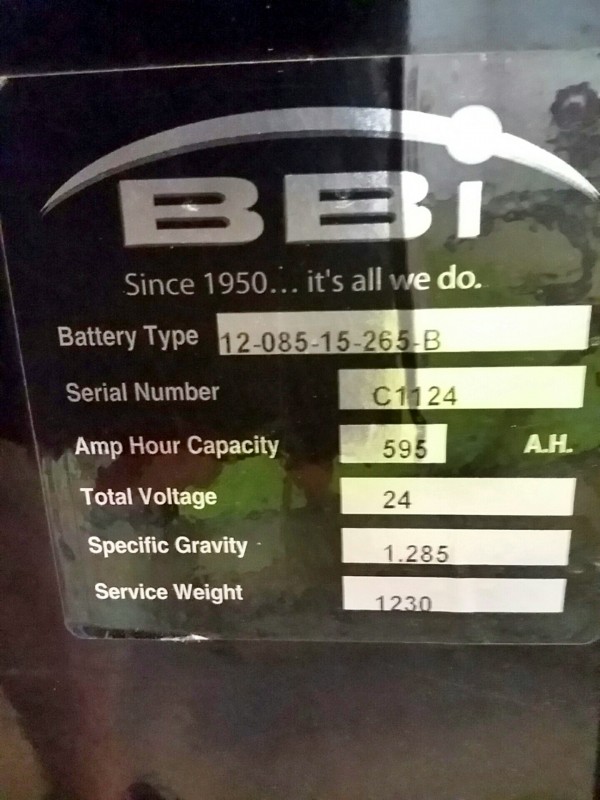 BBi
Since 1950... it's all we do.
Battery Type 12-085-15-265-B
Serial Number C1124
Amp Hour Capacity 595 A.H.
Total Voltage 24
Specific Gravity 1.285
Service Weight 1230